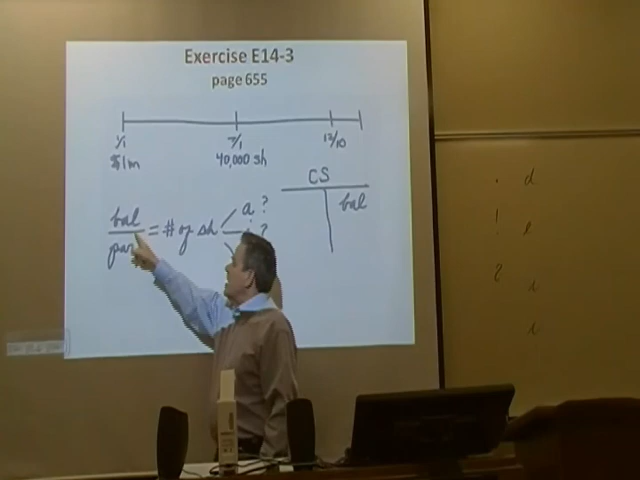 Exercise E14-3
page 655
1/1 7/1 12/10
$1m 40,000 sh
CS
bal
bal = # of sh a ?
par i ?